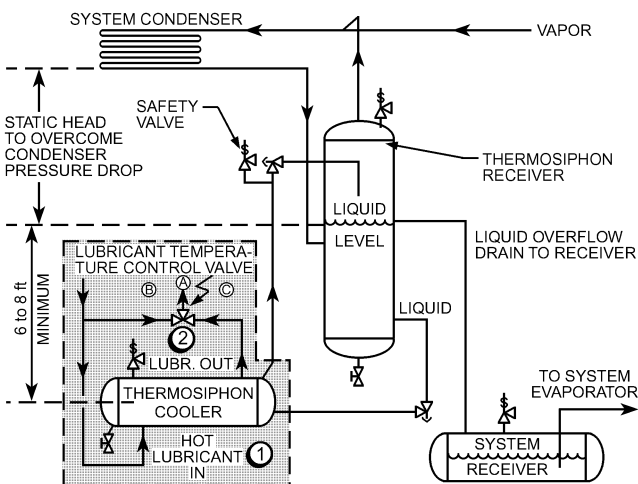 SYSTEM CONDENSER
VAPOR
SAFETY
VALVE
STATIC HEAD
TO OVERCOME
CONDENSER
PRESSURE DROP
THERMOSIPHON
RECEIVER
LIQUID
LEVEL
LIQUID OVERFLOW
DRAIN TO RECEIVER
LUBRICANT TEMPERA-
TURE CONTROL VALVE
B A C
6 to 8 ft
MINIMUM
LIQUID
2
LUBR. OUT
THERMOSIPHON
COOLER
TO SYSTEM
EVAPORATOR
HOT
LUBRICANT
IN
1
SYSTEM
RECEIVER